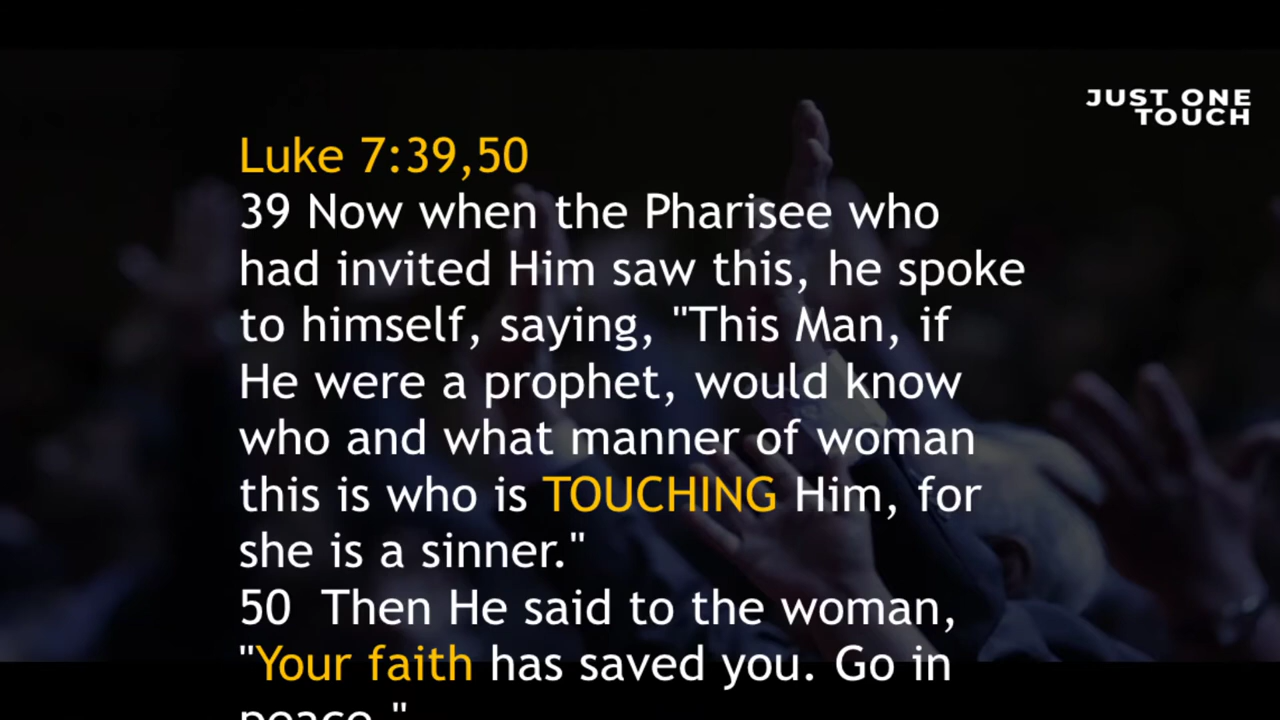 JUST ONE
TOUCH
Luke 7:39,50
39 Now when the Pharisee who
had invited Him saw this, he spoke
to himself, saying, "This Man, if
He were a prophet, would know
who and what manner of woman
this is who is TOUCHING Him, for
she is a sinner."
50  Then He said to the woman,
"Your faith has saved you. Go in
peace."